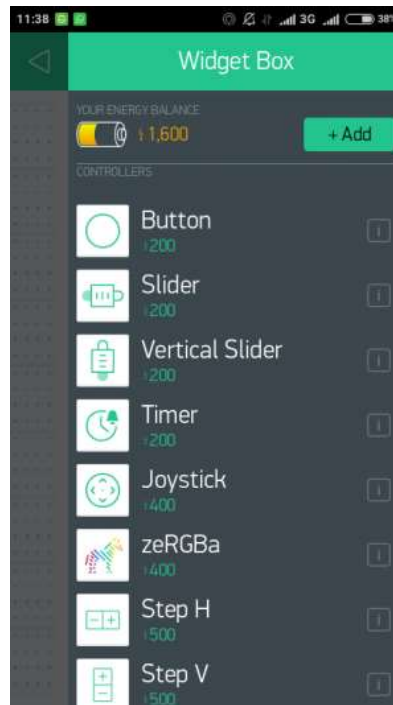 11:38 3G 38%
Widget Box
YOUR ENERGY BALANCE
1,600
+ Add
CONTROLLERS
Button
200
Slider
200
Vertical Slider
200
Timer
200
Joystick
400
zeRGBa
400
Step H
500
Step V
500